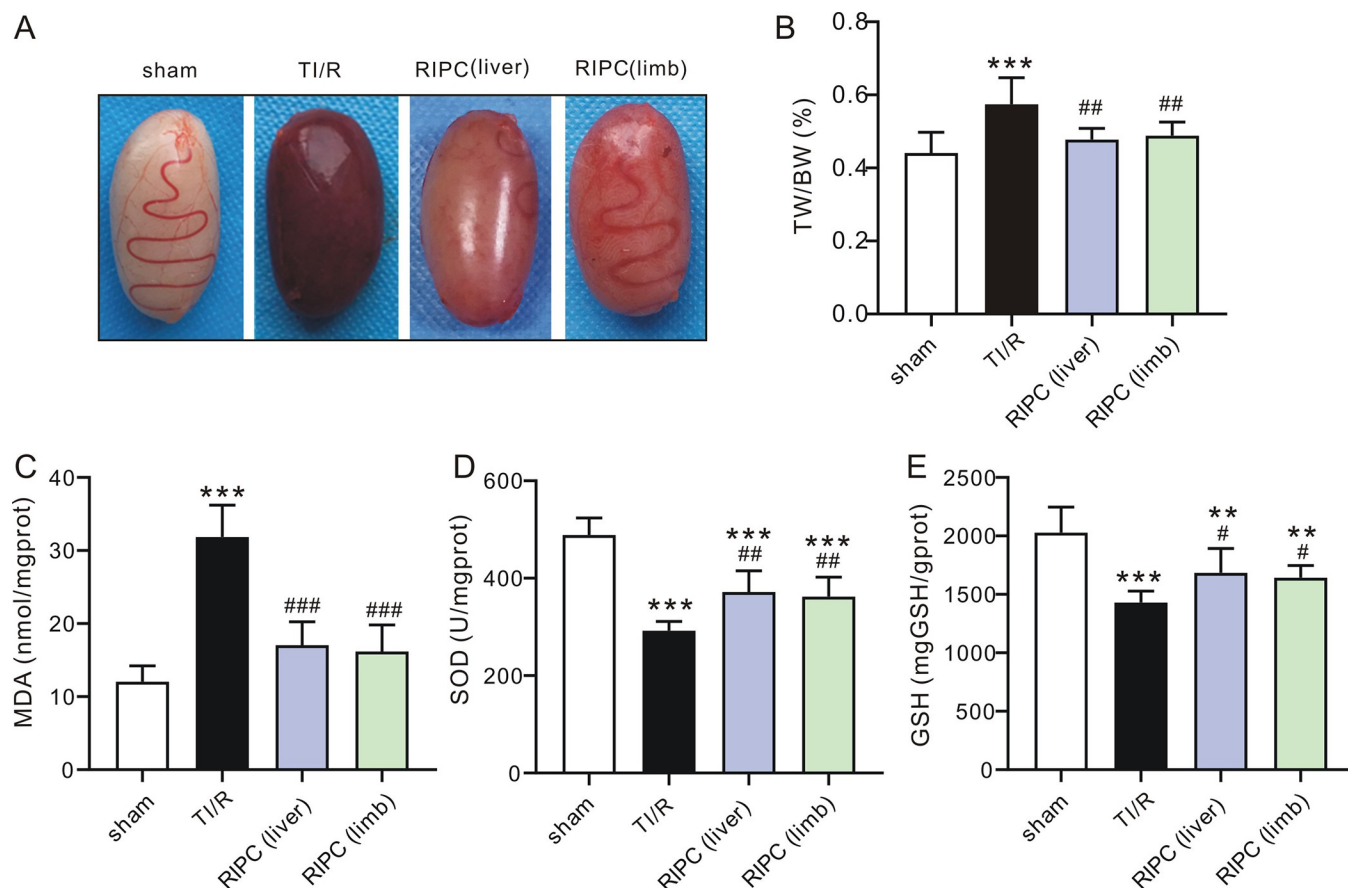 A
sham TI/R RIPC(liver) RIPC(limb)
B
TW/BW (%)
0.8
0.6
0.4
0.2
0.0
***
##
##
sham TI/R RIPC (liver) RIPC (limb)
C
MDA (nmol/mgprot)
40
30
20
10
0
***
###
###
sham TI/R RIPC (liver) RIPC (limb)
D
SOD (U/mgprot)
600
400
200
0
***
***
##
***
##
sham TI/R RIPC (liver) RIPC (limb)
E
GSH (mgGSH/gprot)
2500
2000
1500
1000
500
0
***
**
#
**
#
sham TI/R RIPC (liver) RIPC (limb)